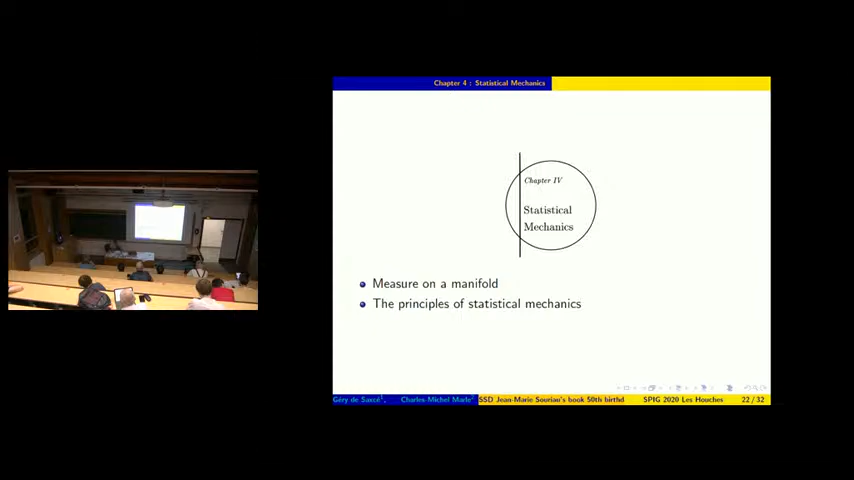 Chapter 4 : Statistical Mechanics
Chapter IV
Statistical
Mechanics
Measure on a manifold
The principles of statistical mechanics
Géry de Saxcé1, Charles-Michel Marle2 SSD Jean-Marie Souriau's book 50th birthd SPIG 2020 Les Houches 22 / 32